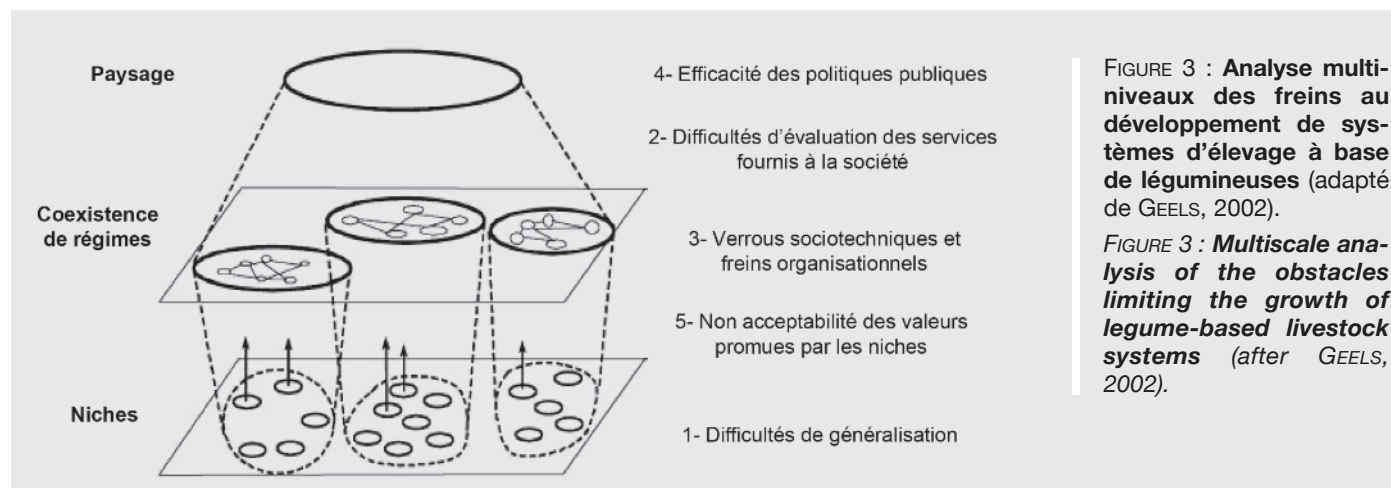 Paysage
Coexistence
de régimes
Niches
4- Efficacité des politiques publiques
2- Difficultés d'évaluation des services
fournis à la société
3- Verrous sociotechniques et
freins organisationnels
5- Non acceptabilité des valeurs
promues par les niches
1- Difficultés de généralisation
FIGURE 3 : Analyse multi-
niveaux des freins au
développement de sys-
tèmes d'élevage à base
de légumineuses (adapté
de GEELS, 2002).
FIGURE 3 : Multiscale ana-
lysis of the obstacles
limiting the growth of
legume-based livestock
systems (after GEELS,
2002).